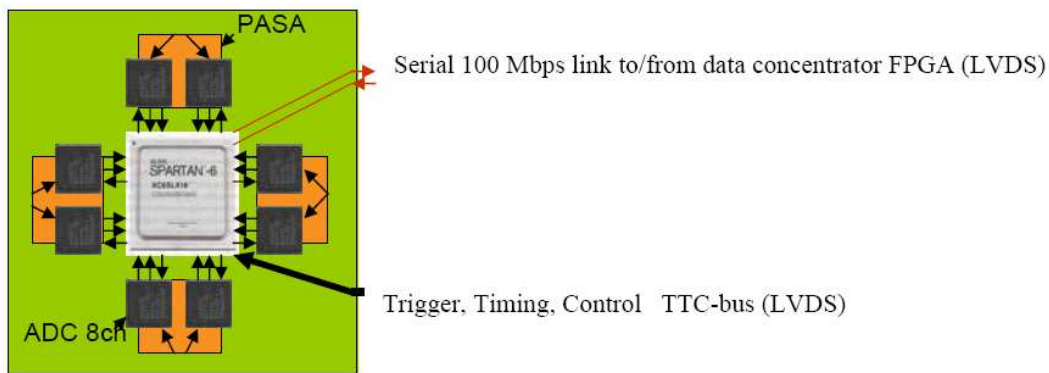 PASA
Serial 100 Mbps link to/from data concentrator FPGA (LVDS)
SPARTAN-6
Trigger, Timing, Control TTC-bus (LVDS)
ADC 8ch